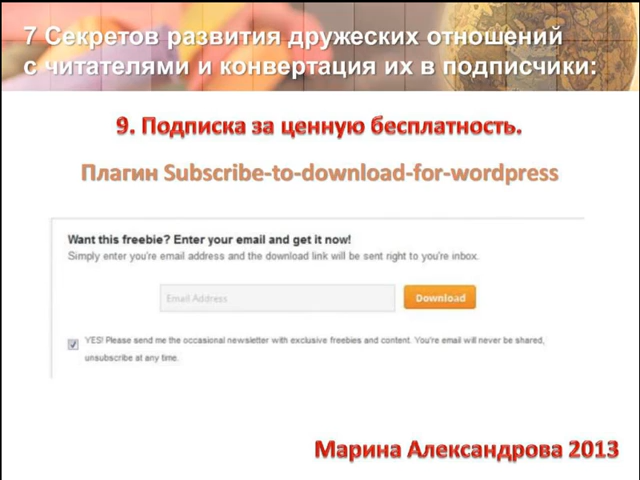 7 Секретов развития дружеских отношений
с читателями и конвертация их в подписчики:
9. Подписка за ценную бесплатность.
Плагин Subscribe-to-download-for-wordpress
Want this freebie? Enter your email and get it now!
Simply enter you're email address and the download link will be sent right to you're inbox.
Email Address
Download
YES! Please send me the occasional newsletter with exclusive freebies and content. You're email will never be shared,
unsubscribe at any time.
Марина Александрова 2013